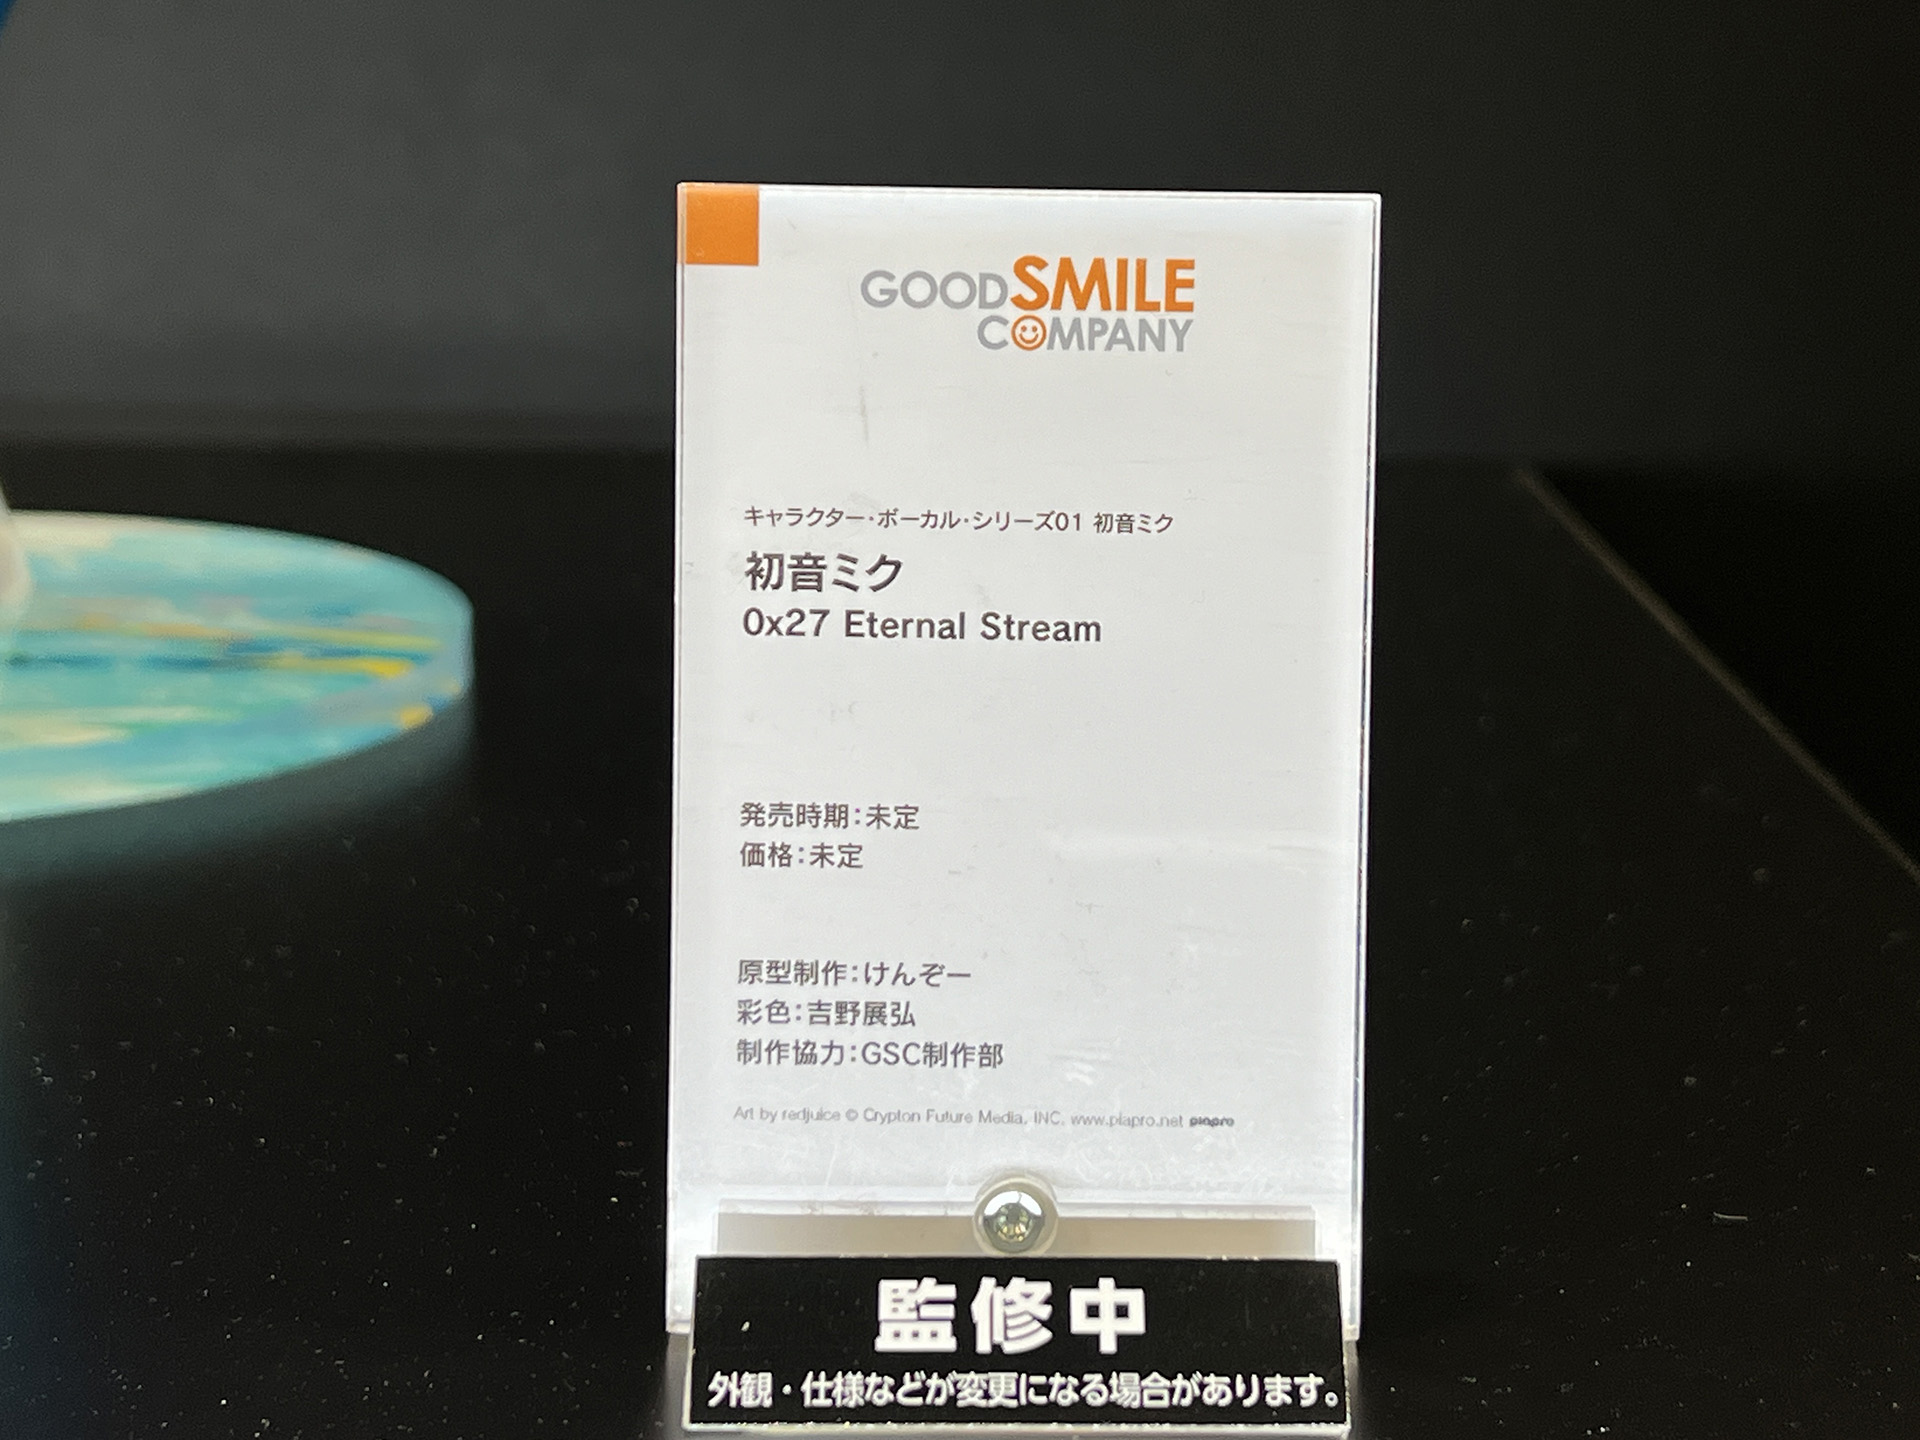 GOODSMILE
COMPANY
キャラクター・ボーカル・シリーズ01 初音ミク
初音ミク
0x27 Eternal Stream
発売時期：未定
価格：未定
原型制作：けんぞー
彩色：吉野展弘
制作協力：GSC制作部
Art by redjuice © Crypton Future Media, INC. www.piapro.net piapro
監修中
外観・仕様などが変更になる場合があります。